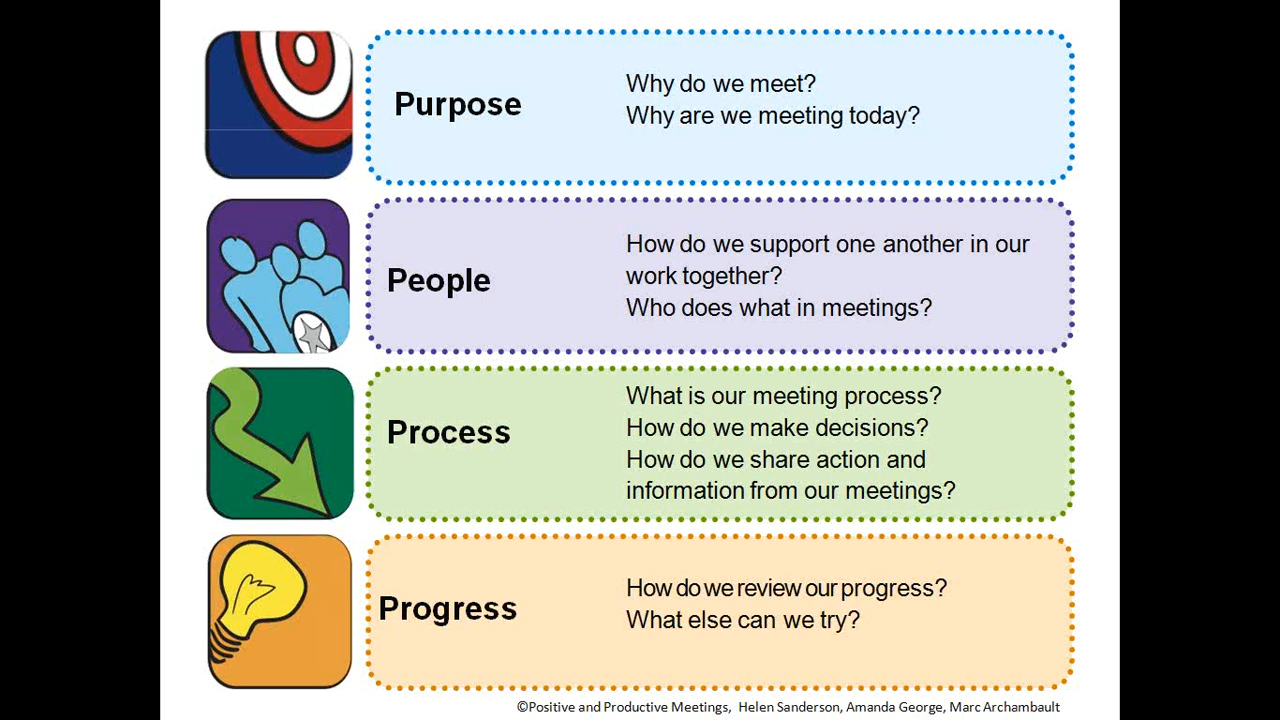 Purpose
Why do we meet?
Why are we meeting today?
People
How do we support one another in our
work together?
Who does what in meetings?
Process
What is our meeting process?
How do we make decisions?
How do we share action and
information from our meetings?
Progress
How do we review our progress?
What else can we try?
©Positive and Productive Meetings, Helen Sanderson, Amanda George, Marc Archambault